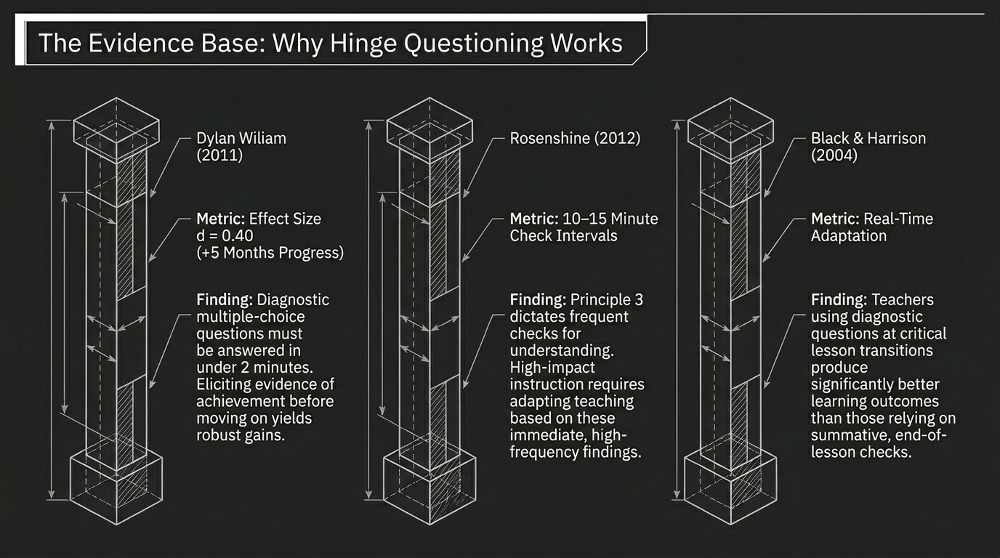 The Evidence Base: Why Hinge Questioning Works
Dylan Wiliam
(2011)
Metric: Effect Size
d = 0.40
(+5 Months Progress)
Finding: Diagnostic
multiple-choice
questions must
be answered in
under 2 minutes.
Eliciting evidence of
achievement before
moving on yields
robust gains.
Rosenshine (2012)
Metric: 10–15 Minute
Check Intervals
Finding: Principle 3
dictates frequent
checks for
understanding.
High-impact
instruction requires
adapting teaching
based on these
immediate, high-
frequency findings.
Black & Harrison
(2004)
Metric: Real-Time
Adaptation
Finding: Teachers
using diagnostic
questions at critical
lesson transitions
produce
significantly better
learning outcomes
than those relying on
summative, end-of-
lesson checks.